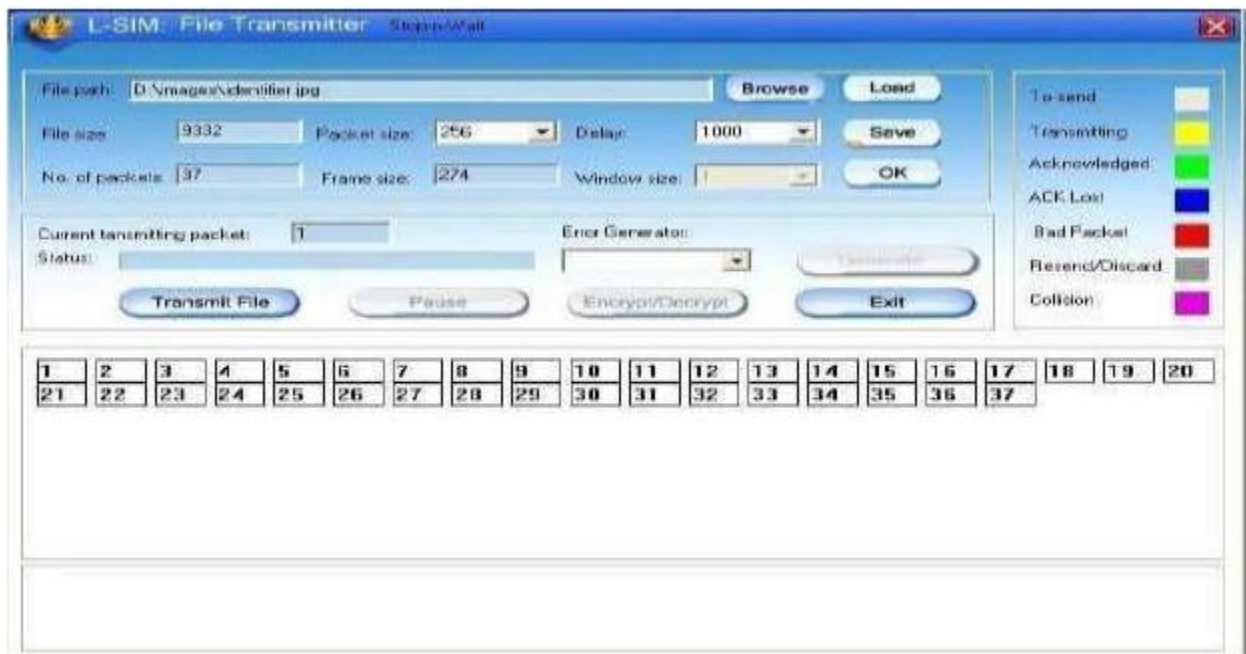 L-SIM: File Transmitter Stop-n-Wait
File path: D:\images\identifier.jpg Browse Load
File size: 9332 Packet size: 256 Delay: 1000 Save
No. of packets: 37 Frame size: 274 Window size: 1 OK
Current tansmitting packet: 1 Error Generator:
Status: Generate
Transmit File Pause Encrypt/Decrypt Exit
To send
Transmitting
Acknowledged
ACK Lost
Bad Packet
Resend/Discard
Collision
1 2 3 4 5 6 7 8 9 10 11 12 13 14 15 16 17 18 19 20
21 22 23 24 25 26 27 28 29 30 31 32 33 34 35 36 37